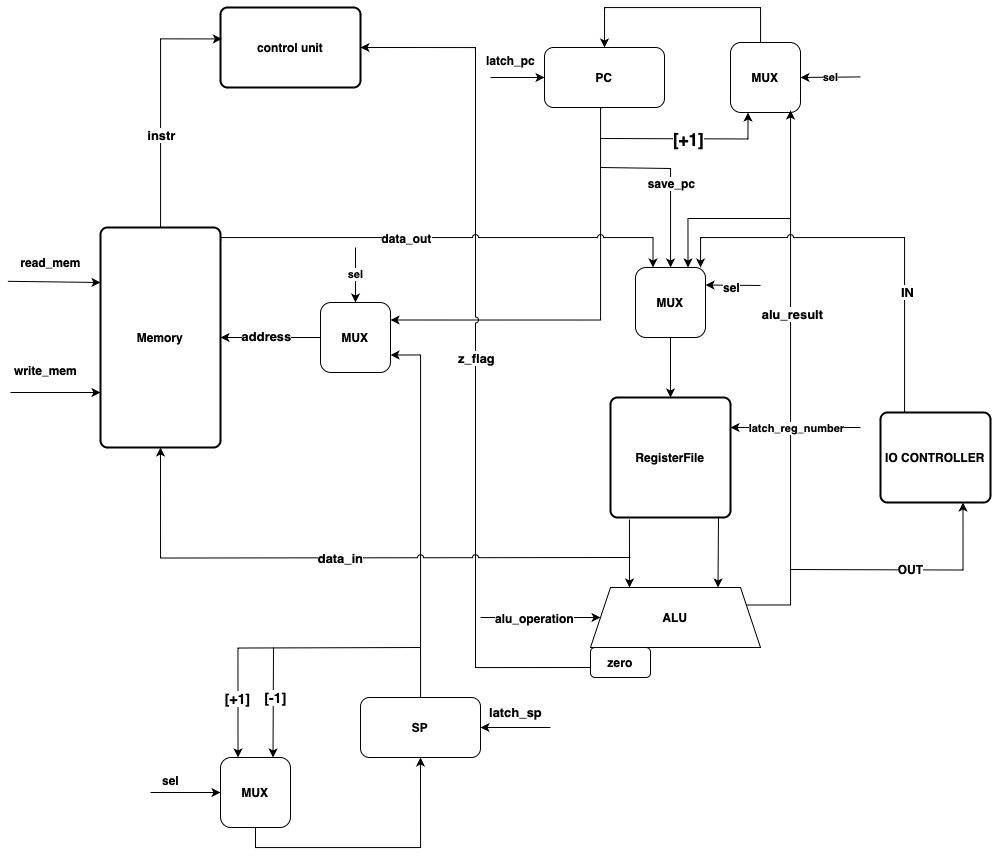 control unit
latch_pc
PC
MUX
sel
instr
[+1]
save_pc
data_out
read_mem
sel
MUX
sel
IN
alu_result
Memory
address
MUX
z_flag
write_mem
latch_reg_number
RegisterFile
IO CONTROLLER
data_in
OUT
alu_operation
ALU
zero
[+1]
[-1]
latch_sp
SP
sel
MUX